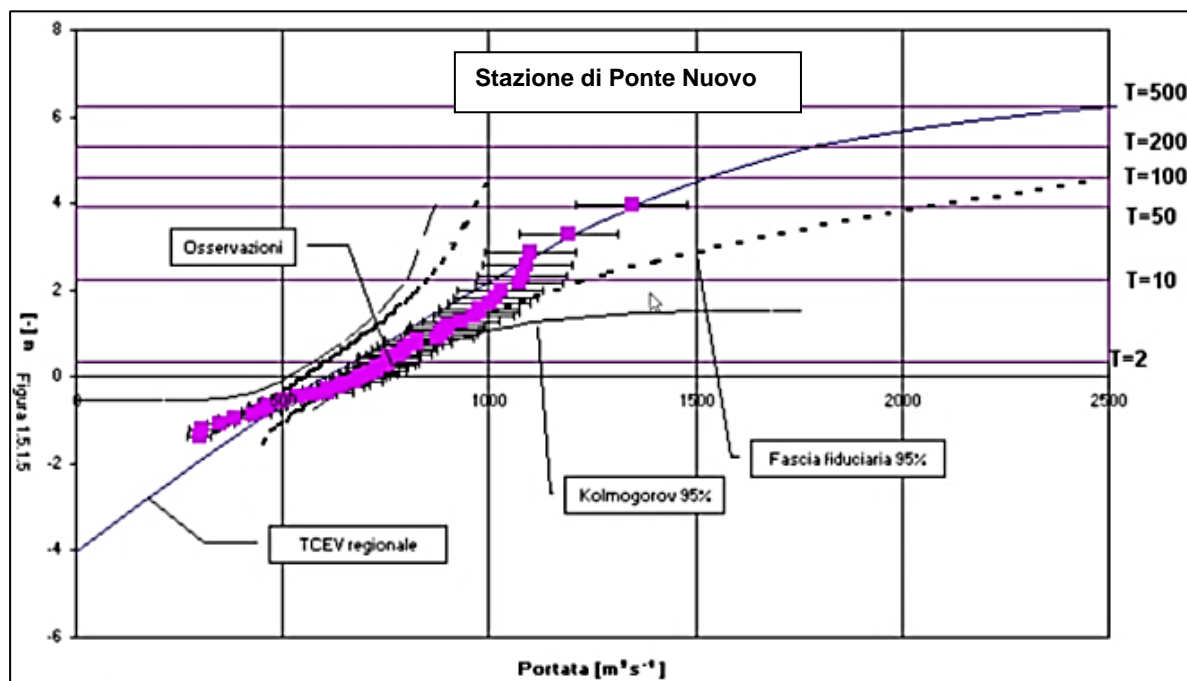 Stazione di Ponte Nuovo
8
6
4
2
0
-2
-4
-6
500
1000
1500
2000
2500
T=500
T=200
T=100
T=50
T=10
T=2
Osservazioni
Fascia fiduciaria 95%
Kolmogorov 95%
TCEV regionale
u [-]
Figura 1.5.1.5
Portata [m³s⁻¹]